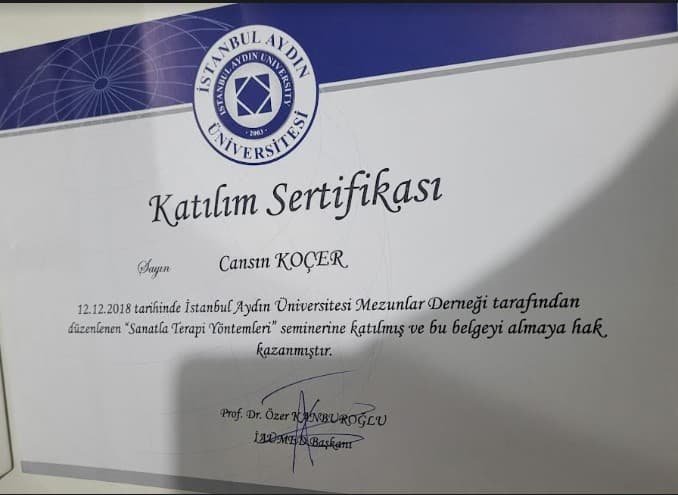 İSTANBUL AYDIN ÜNİVERSİTESİ
ISTANBUL AYDIN UNIVERSITY
· 2003 ·
Katılım Sertifikası
Sayın Cansın KOÇER
12.12.2018 tarihinde İstanbul Aydın Üniversitesi Mezunlar Derneği tarafından
düzenlenen “Sanatla Terapi Yöntemleri” seminerine katılmış ve bu belgeyi almaya hak
kazanmıştır.
Prof. Dr. Özer KANBUROĞLU
İAÜMED Başkanı